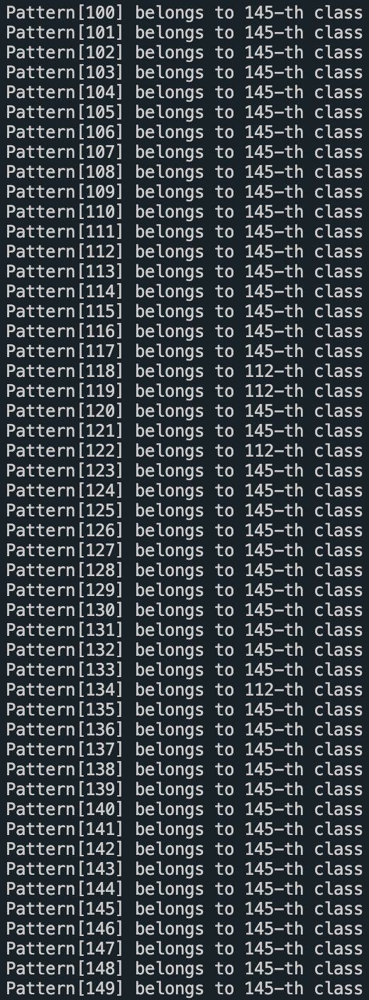 Pattern[100] belongs to 145-th class
Pattern[101] belongs to 145-th class
Pattern[102] belongs to 145-th class
Pattern[103] belongs to 145-th class
Pattern[104] belongs to 145-th class
Pattern[105] belongs to 145-th class
Pattern[106] belongs to 145-th class
Pattern[107] belongs to 145-th class
Pattern[108] belongs to 145-th class
Pattern[109] belongs to 145-th class
Pattern[110] belongs to 145-th class
Pattern[111] belongs to 145-th class
Pattern[112] belongs to 145-th class
Pattern[113] belongs to 145-th class
Pattern[114] belongs to 145-th class
Pattern[115] belongs to 145-th class
Pattern[116] belongs to 145-th class
Pattern[117] belongs to 145-th class
Pattern[118] belongs to 112-th class
Pattern[119] belongs to 112-th class
Pattern[120] belongs to 145-th class
Pattern[121] belongs to 145-th class
Pattern[122] belongs to 112-th class
Pattern[123] belongs to 145-th class
Pattern[124] belongs to 145-th class
Pattern[125] belongs to 145-th class
Pattern[126] belongs to 145-th class
Pattern[127] belongs to 145-th class
Pattern[128] belongs to 145-th class
Pattern[129] belongs to 145-th class
Pattern[130] belongs to 145-th class
Pattern[131] belongs to 145-th class
Pattern[132] belongs to 145-th class
Pattern[133] belongs to 145-th class
Pattern[134] belongs to 112-th class
Pattern[135] belongs to 145-th class
Pattern[136] belongs to 145-th class
Pattern[137] belongs to 145-th class
Pattern[138] belongs to 145-th class
Pattern[139] belongs to 145-th class
Pattern[140] belongs to 145-th class
Pattern[141] belongs to 145-th class
Pattern[142] belongs to 145-th class
Pattern[143] belongs to 145-th class
Pattern[144] belongs to 145-th class
Pattern[145] belongs to 145-th class
Pattern[146] belongs to 145-th class
Pattern[147] belongs to 145-th class
Pattern[148] belongs to 145-th class
Pattern[149] belongs to 145-th class